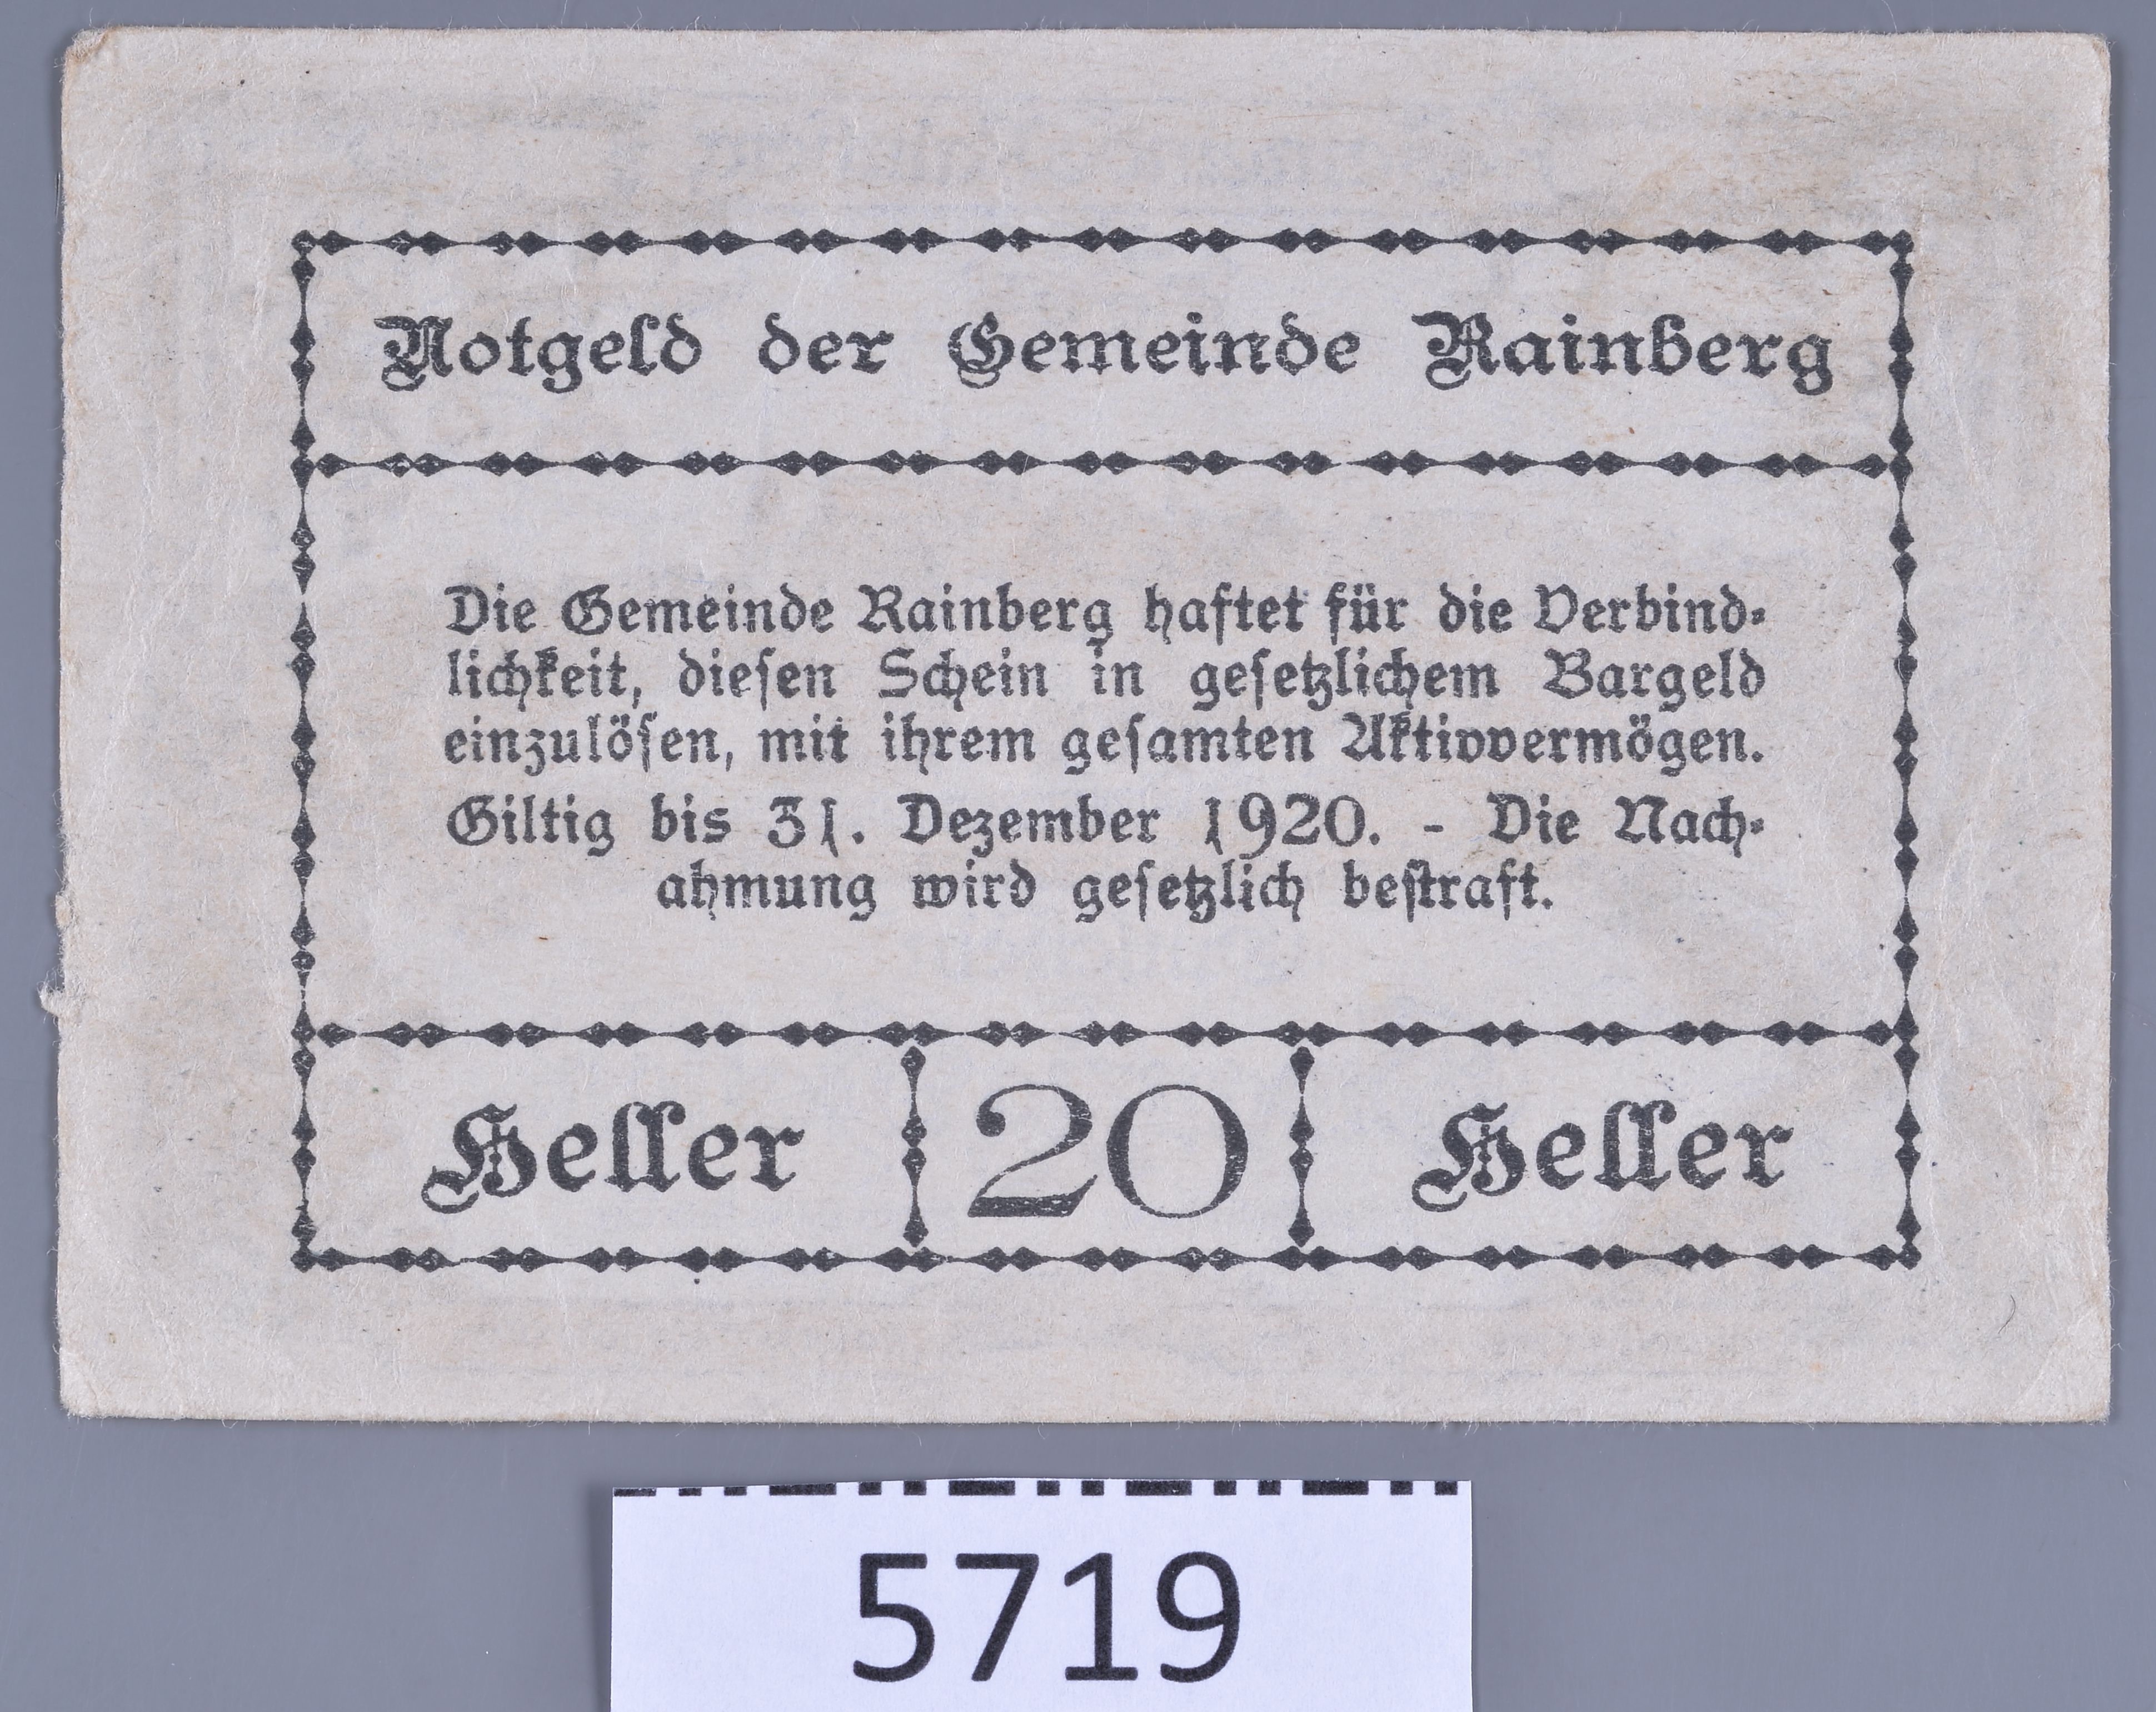 Notgeld der Gemeinde Rainberg
Die Gemeinde Rainberg haftet für die Verbind-
lichkeit, diesen Schein in gesetzlichem Bargeld
einzulösen, mit ihrem gesamten Aktivvermögen.
Giltig bis 31. Dezember 1920. - Die Nach-
ahmung wird gesetzlich bestraft.
Heller 20 Heller
5719